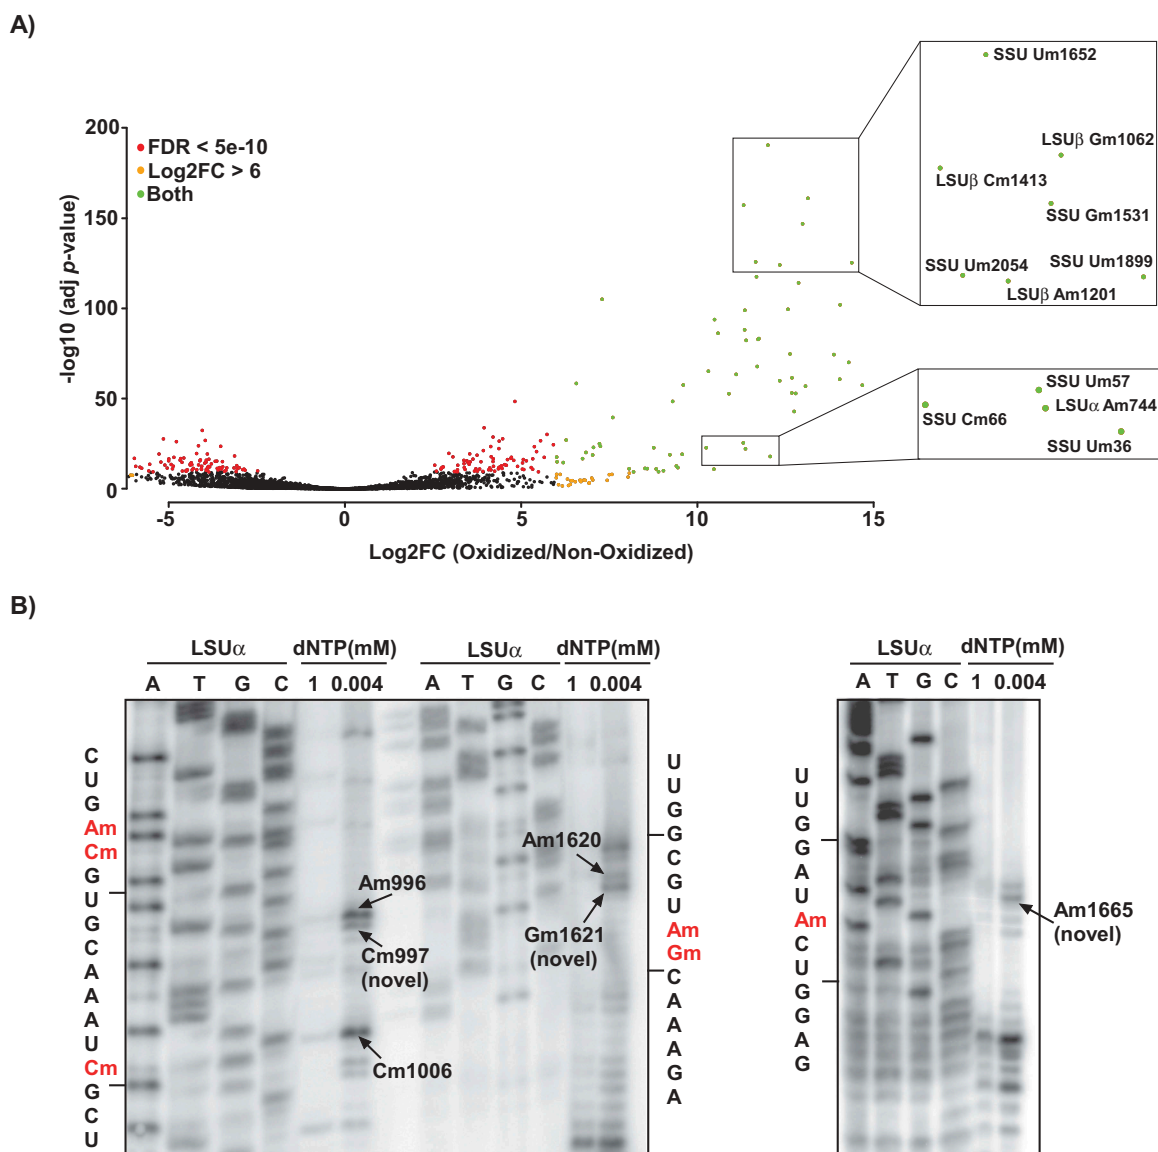 A)
200
150
100
50
0
-log10 (adj p-value)
FDR < 5e-10
Log2FC > 6
Both
-5 0 5 10 15
Log2FC (Oxidized/Non-Oxidized)
SSU Um1652
LSUβ Gm1062
LSUβ Cm1413
SSU Gm1531
SSU Um2054
SSU Um1899
LSUβ Am1201
SSU Um57
LSUα Am744
SSU Cm66
SSU Um36
B)
LSUα dNTP(mM) LSUα dNTP(mM)
A T G C 1 0.004 A T G C 1 0.004
C
U
G
Am
Cm
G
U
G
C
A
A
A
U
Cm
G
C
U
Am996
Cm997
(novel)
Cm1006
Am1620
Gm1621
(novel)
U
U
G
G
C
G
U
Am
Gm
C
A
A
A
G
A
LSUα dNTP(mM)
A T G C 1 0.004
U
U
G
G
A
U
Am
C
U
G
G
A
G
Am1665
(novel)